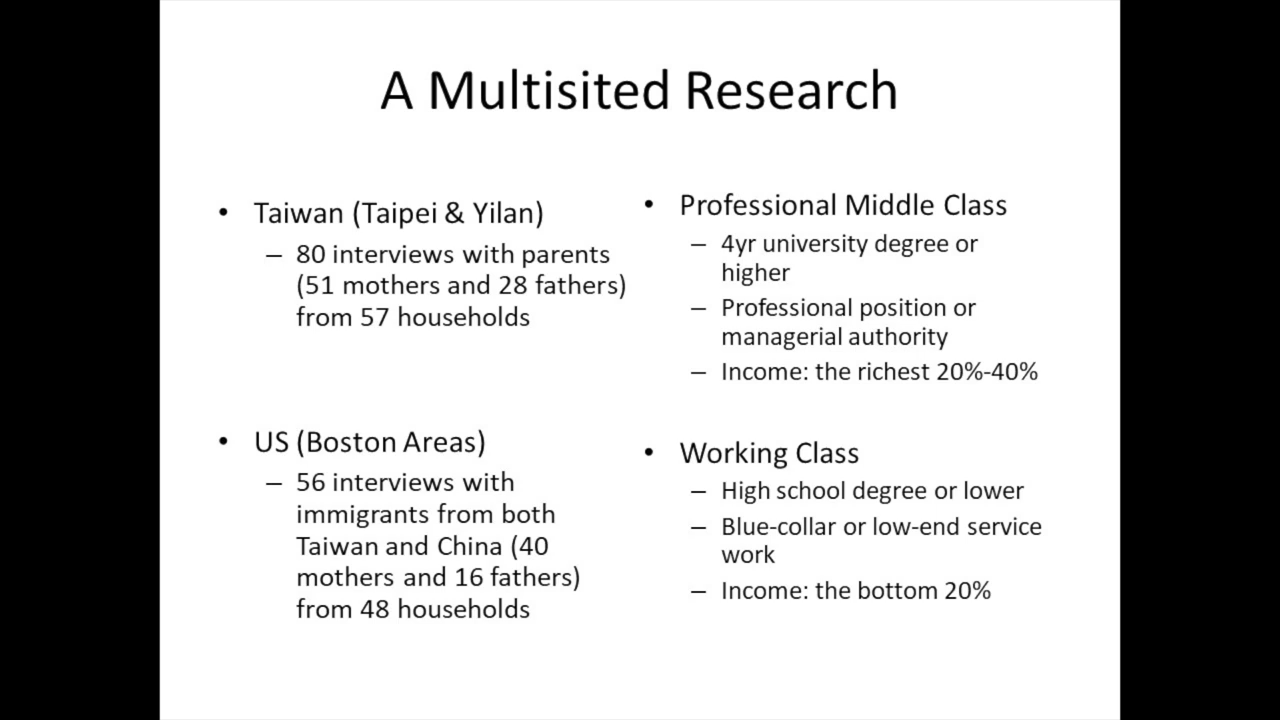 A Multisited Research
• Taiwan (Taipei & Yilan)
– 80 interviews with parents
(51 mothers and 28 fathers)
from 57 households
• US (Boston Areas)
– 56 interviews with
immigrants from both
Taiwan and China (40
mothers and 16 fathers)
from 48 households
• Professional Middle Class
– 4yr university degree or
higher
– Professional position or
managerial authority
– Income: the richest 20%-40%
• Working Class
– High school degree or lower
– Blue-collar or low-end service
work
– Income: the bottom 20%